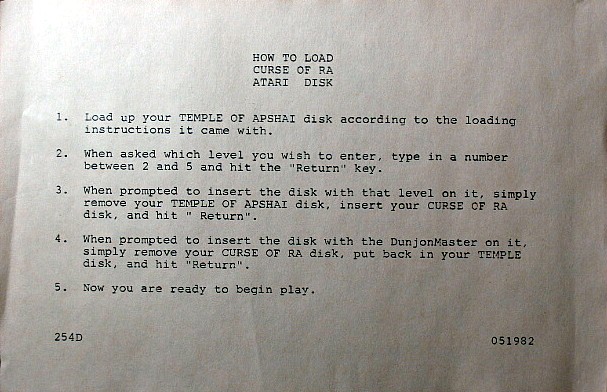 HOW TO LOAD
CURSE OF RA
ATARI DISK
1. Load up your TEMPLE OF APSHAI disk according to the loading
instructions it came with.
2. When asked which level you wish to enter, type in a number
between 2 and 5 and hit the "Return" key.
3. When prompted to insert the disk with that level on it, simply
remove your TEMPLE OF APSHAI disk, insert your CURSE OF RA
disk, and hit " Return".
4. When prompted to insert the disk with the DunjonMaster on it,
simply remove your CURSE OF RA disk, put back in your TEMPLE
disk, and hit "Return".
5. Now you are ready to begin play.
254D
051982